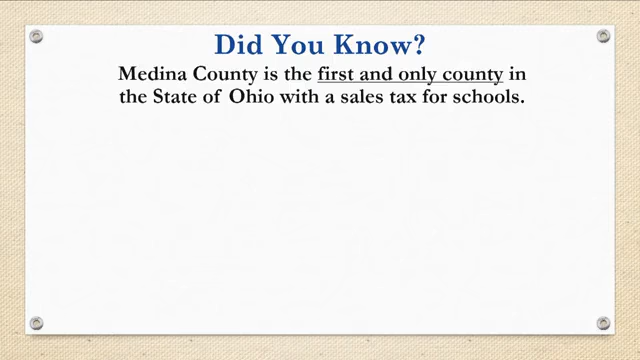 Did You Know?
Medina County is the first and only county in
the State of Ohio with a sales tax for schools.